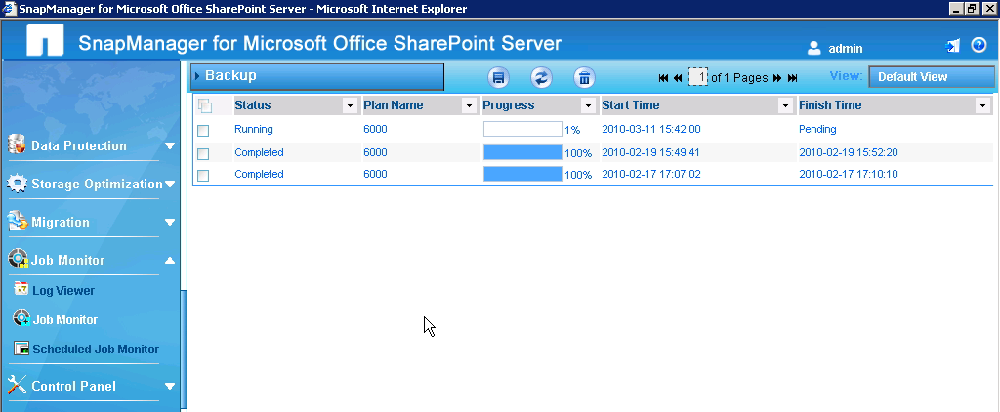 SnapManager for Microsoft Office SharePoint Server - Microsoft Internet Explorer
SnapManager for Microsoft Office SharePoint Server
admin
Backup
1 of 1 Pages
View: Default View
Status Plan Name Progress Start Time Finish Time
Running 6000 1% 2010-03-11 15:42:00 Pending
Completed 6000 100% 2010-02-19 15:49:41 2010-02-19 15:52:20
Completed 6000 100% 2010-02-17 17:07:02 2010-02-17 17:10:10
Data Protection
Storage Optimization
Migration
Job Monitor
Log Viewer
Job Monitor
Scheduled Job Monitor
Control Panel